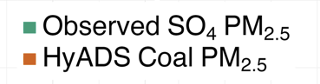 Observed SO₄ PM₂.₅
HyADS Coal PM₂.₅